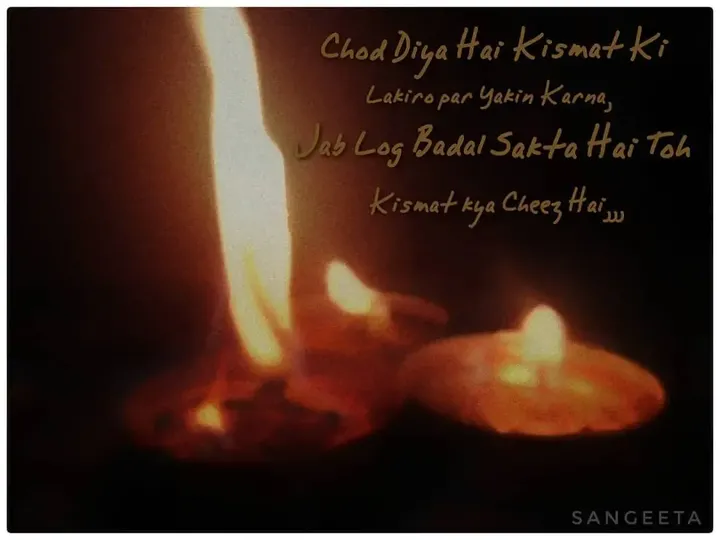 Chod Diya Hai Kismat Ki
Lakiro par Yakin Karna,
Jab Log Badal Sakta Hai Toh
Kismat kya Cheez Hai,,,
SANGEETA